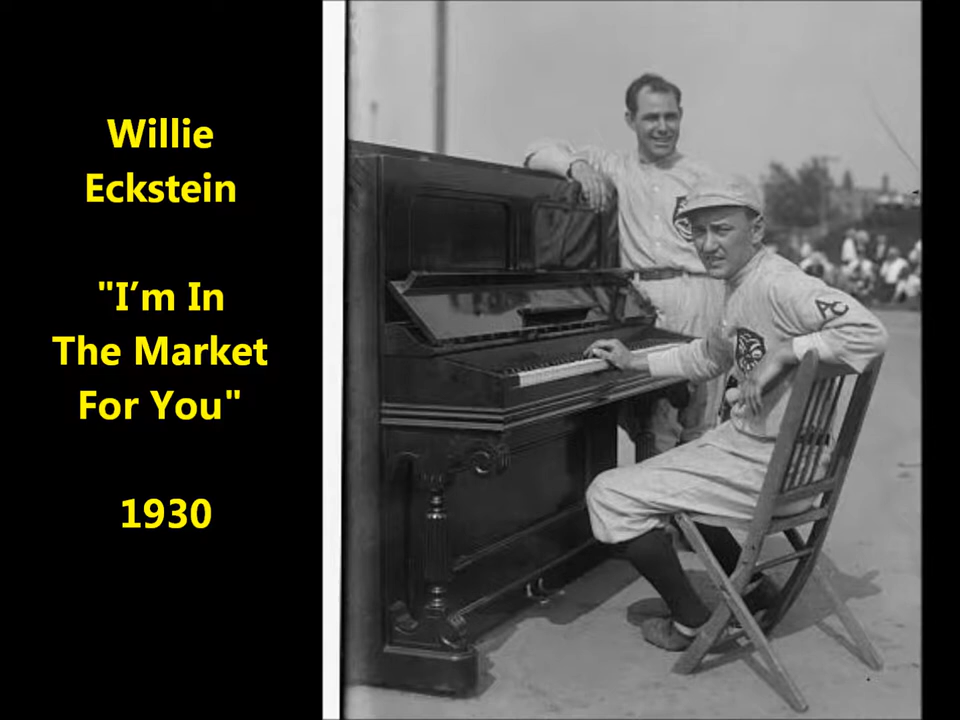 Willie
Eckstein
"I’m In
The Market
For You"
1930
AC